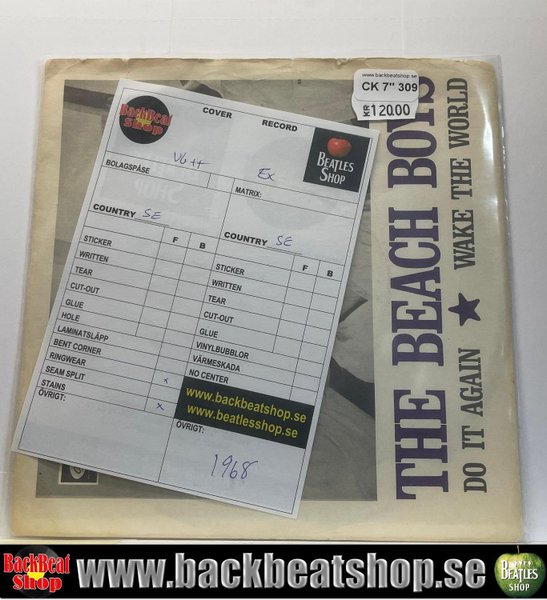 www.backbeatshop.se
CK 7" 309
KR 120.00
THE BEACH BOYS
DO IT AGAIN ★ WAKE THE WORLD
BackBeat
Shop
COVER
RECORD
BEATLES
SHOP
VG ++
Ex
BOLAGSPÅSE
MATRIX:
COUNTRY SE
COUNTRY SE
F B
F B
STICKER
WRITTEN
TEAR
CUT-OUT
GLUE
HOLE
LAMINATSLÄPP
BENT CORNER
RINGWEAR
SEAM SPLIT x
STAINS
ÖVRIGT: x
STICKER
WRITTEN
TEAR
CUT-OUT
GLUE
VINYLBUBBLOR
VÄRMESKADA
NO CENTER
www.backbeatshop.se
www.beatlesshop.se
ÖVRIGT:
1968
BackBeat
Shop
www.backbeatshop.se
BEATLES
SHOP